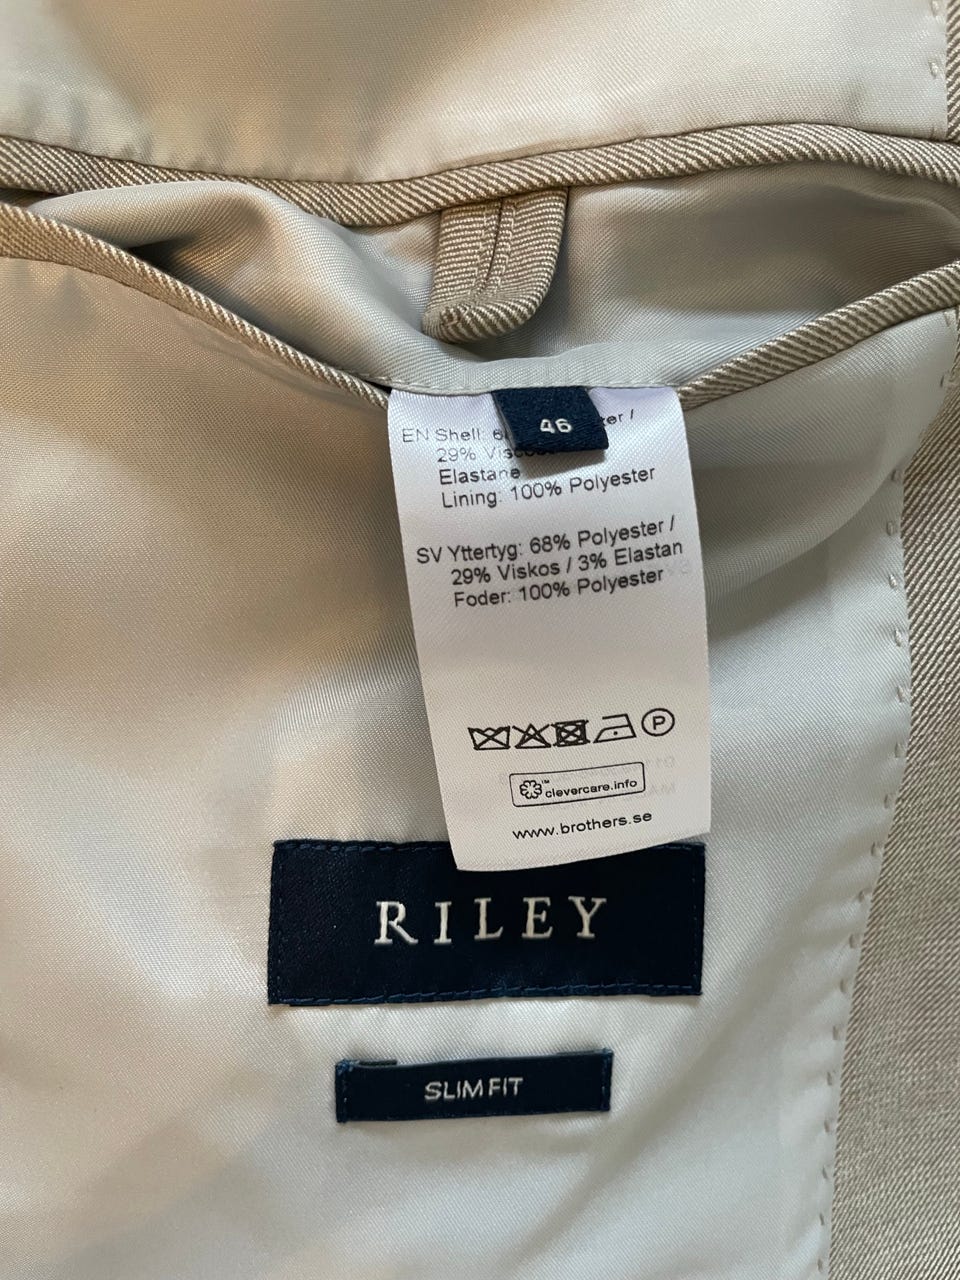 46
EN Shell:
29%
Elastane
Lining: 100% Polyester
SV Yttertyg: 68% Polyester /
29% Viskos / 3% Elastan
Foder: 100% Polyester
P
clevercare.info
www.brothers.se
RILEY
SLIM FIT